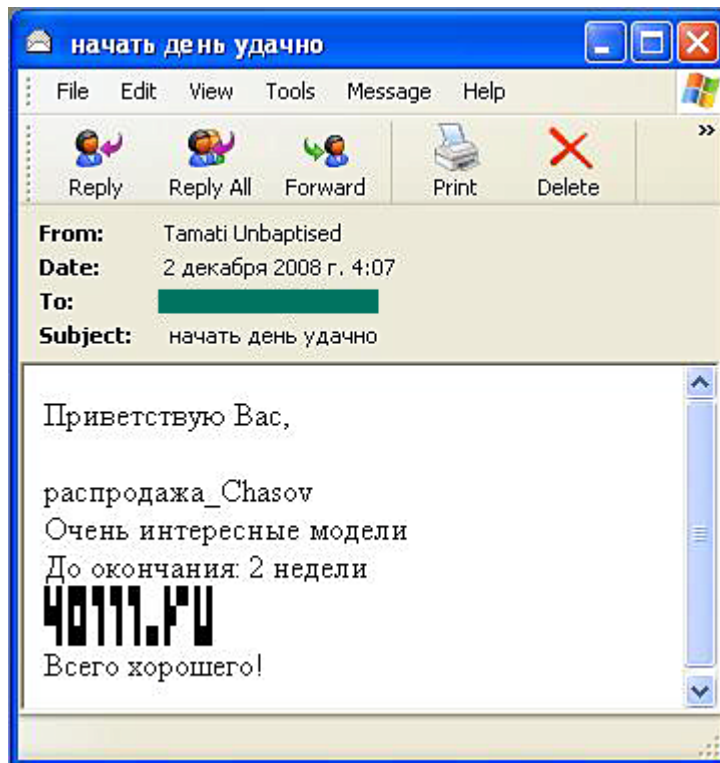 начать день удачно
File Edit View Tools Message Help
Reply Reply All Forward Print Delete »
From: Tamati Unbaptised
Date: 2 декабря 2008 г. 4:07
To:
Subject: начать день удачно
Приветствую Вас,
распродажа_Chasov
Очень интересные модели
До окончания: 2 недели
40111.ru
Всего хорошего!